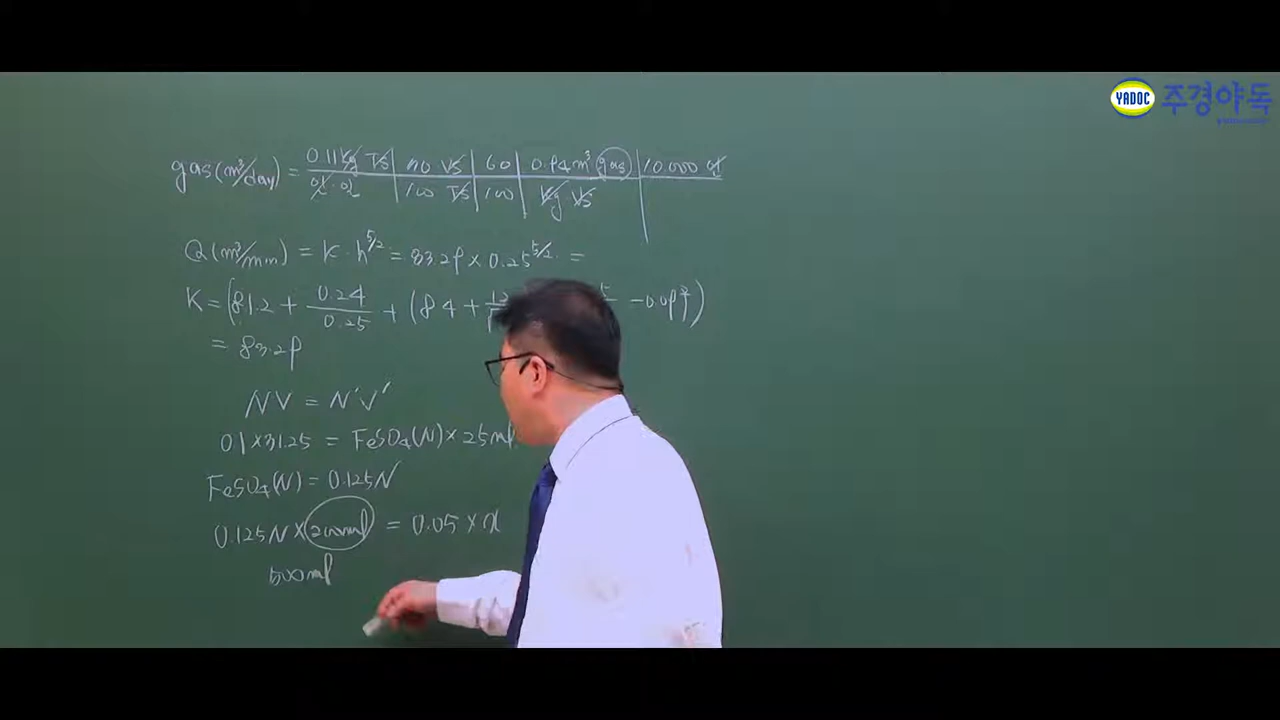 YADOC 주경야독
gas(m³/day) = 0.11kg TS / 인·일 | 70 VS / 100 TS | 60 / 100 | 0.94m³ gas / kg VS | 10.000 인
Q(m³/min) = K·h^5/2 = 83.29 × 0.25^5/2 =
K = (81.2 + 0.24 / 0.25 + (84 + 12
= 83.29
NV = N'V'
0.1×31.25 = FeSO₄(N)×25ml
FeSO₄(N) = 0.125N
0.125N×200ml = 0.05×x
500ml